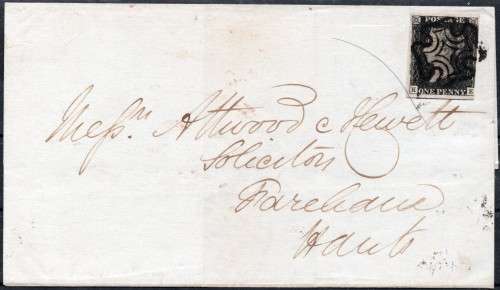 POSTAGE
ONE PENNY
Messrs Attwood & Hewett
Solicitors
Fareham
Hants